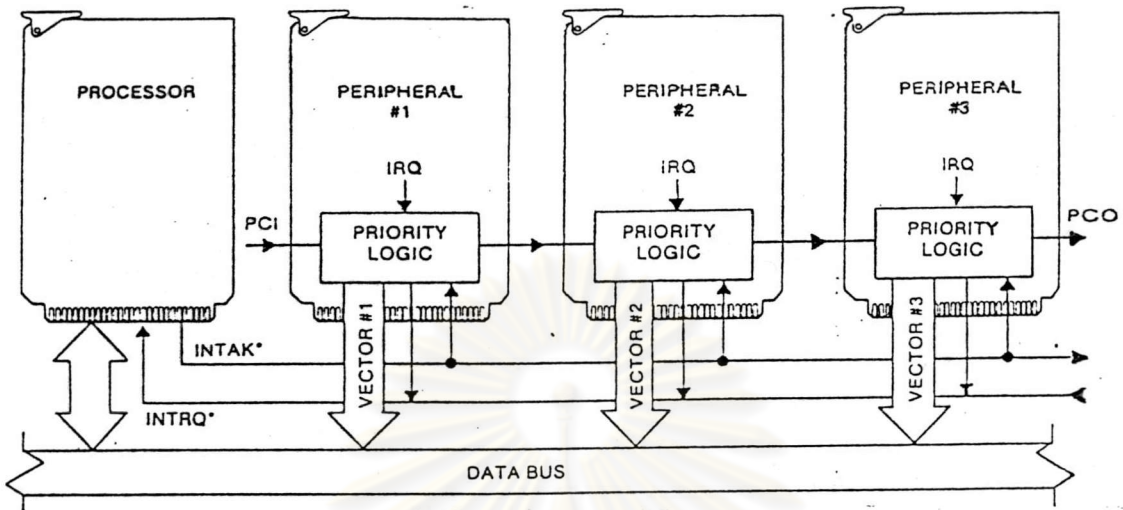 PROCESSOR
PERIPHERAL
#1
PERIPHERAL
#2
PERIPHERAL
#3
IRQ
IRQ
IRQ
PCI
PRIORITY
LOGIC
PRIORITY
LOGIC
PRIORITY
LOGIC
PCO
VECTOR #1
VECTOR #2
VECTOR #3
INTAK*
INTRQ*
DATA BUS